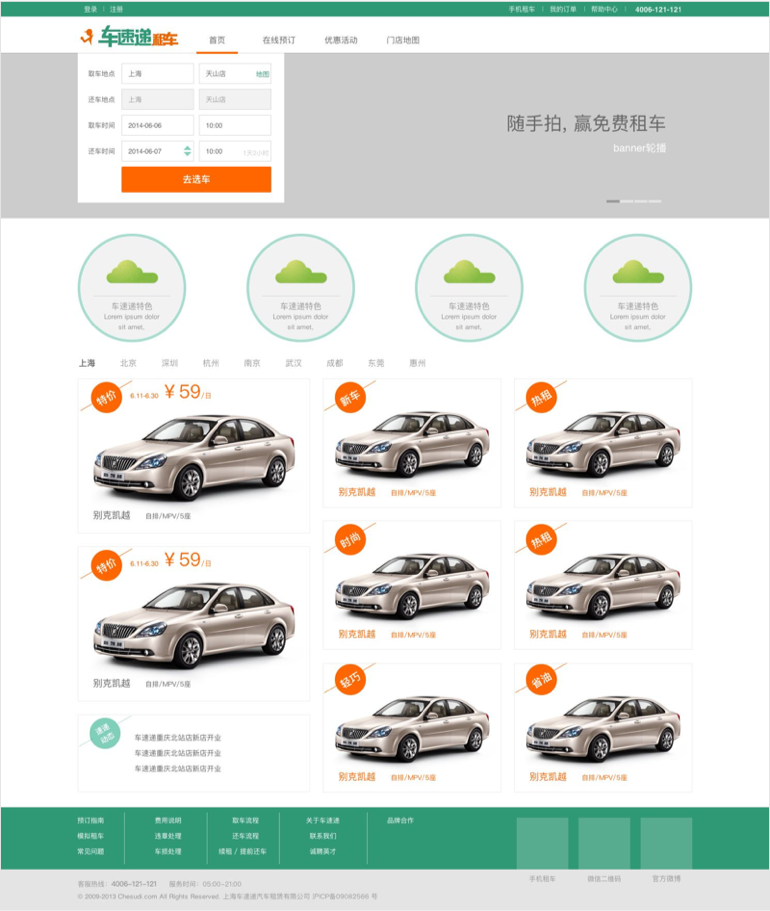 登录 | 注册
手机租车 | 我的订单 | 帮助中心 | 4006-121-121
车速递租车
首页 在线预订 优惠活动 门店地图
取车地点 上海 天山店 地图
还车地点 上海 天山店
取车时间 2014-06-06 10:00
还车时间 2014-06-07 10:00 1天2小时
去选车
随手拍, 赢免费租车
banner轮播
车速递特色 车速递特色 车速递特色 车速递特色
Lorem ipsum dolor Lorem ipsum dolor Lorem ipsum dolor Lorem ipsum dolor
sit amet, sit amet, sit amet, sit amet,
上海 北京 深圳 杭州 南京 武汉 成都 东莞 惠州
特价 6.11-6.30 ¥59/日
别克凯越 自排/MPV/5座
新车
别克凯越 自排/MPV/5座
热租
别克凯越 自排/MPV/5座
时尚
别克凯越 自排/MPV/5座
热租
别克凯越 自排/MPV/5座
特价 6.11-6.30 ¥59/日
别克凯越 自排/MPV/5座
轻巧
别克凯越 自排/MPV/5座
省油
别克凯越 自排/MPV/5座
速递
动态
车速递重庆北站店新店开业
车速递重庆北站店新店开业
车速递重庆北站店新店开业
预订指南 费用说明 取车流程 关于车速递 品牌合作
模拟租车 违章处理 还车流程 联系我们
常见问题 车损处理 续租 / 提前还车 诚聘英才
手机租车 微信二维码 官方微博
客服热线：4006-121-121 服务时间：05:00-21:00
© 2009-2013 Chesudi.com All Rights Reserved. 上海车速递汽车租赁有限公司 沪ICP备09082566 号